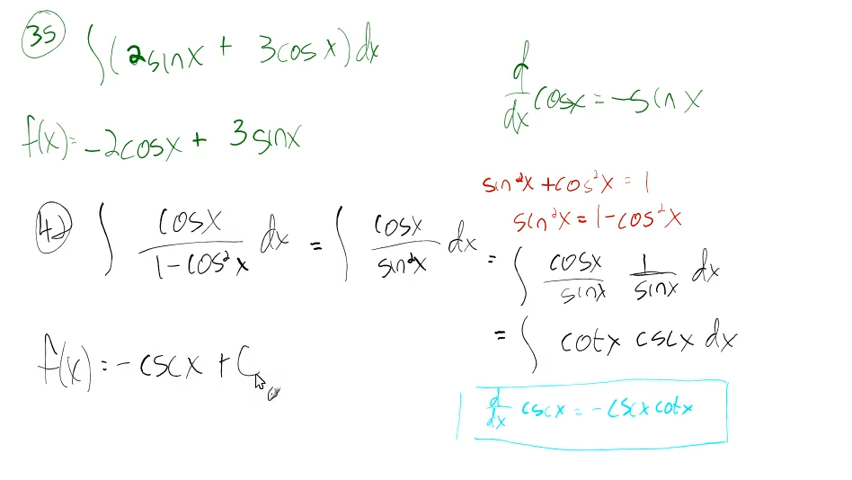 35 ∫(2sinx + 3cosx)dx
d/dx cosx = -sinx
f(x)= -2cosx + 3sinx
sin²x + cos²x = 1
sin²x = 1-cos²x
42 ∫ cosx/(1-cos²x) dx = ∫ cosx/sin²x dx
= ∫ cosx/sinx 1/sinx dx
= ∫ cotx cscx dx
f(x)= -cscx + C
d/dx cscx = -cscx cotx